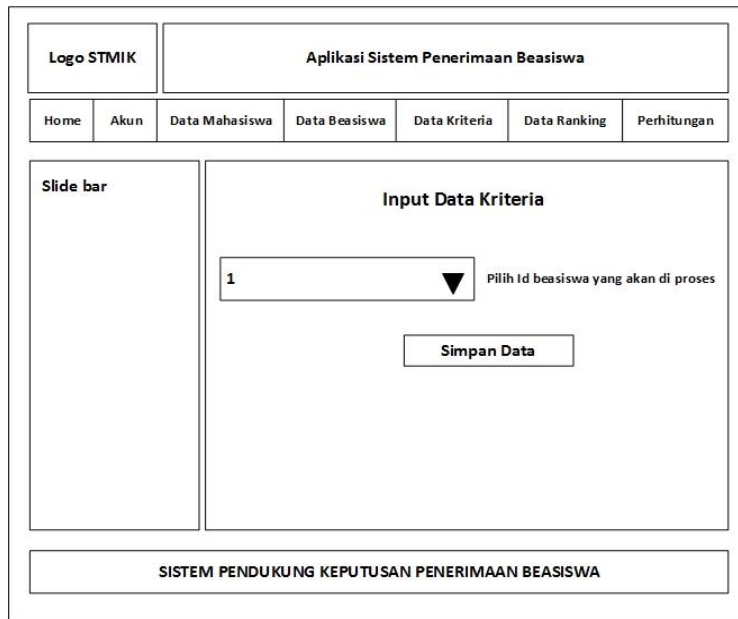 Logo STMIK
Aplikasi Sistem Penerimaan Beasiswa
Home
Akun
Data Mahasiswa
Data Beasiswa
Data Kriteria
Data Ranking
Perhitungan
Slide bar
Input Data Kriteria
1
Pilih Id beasiswa yang akan di proses
Simpan Data
SISTEM PENDUKUNG KEPUTUSAN PENERIMAAN BEASISWA